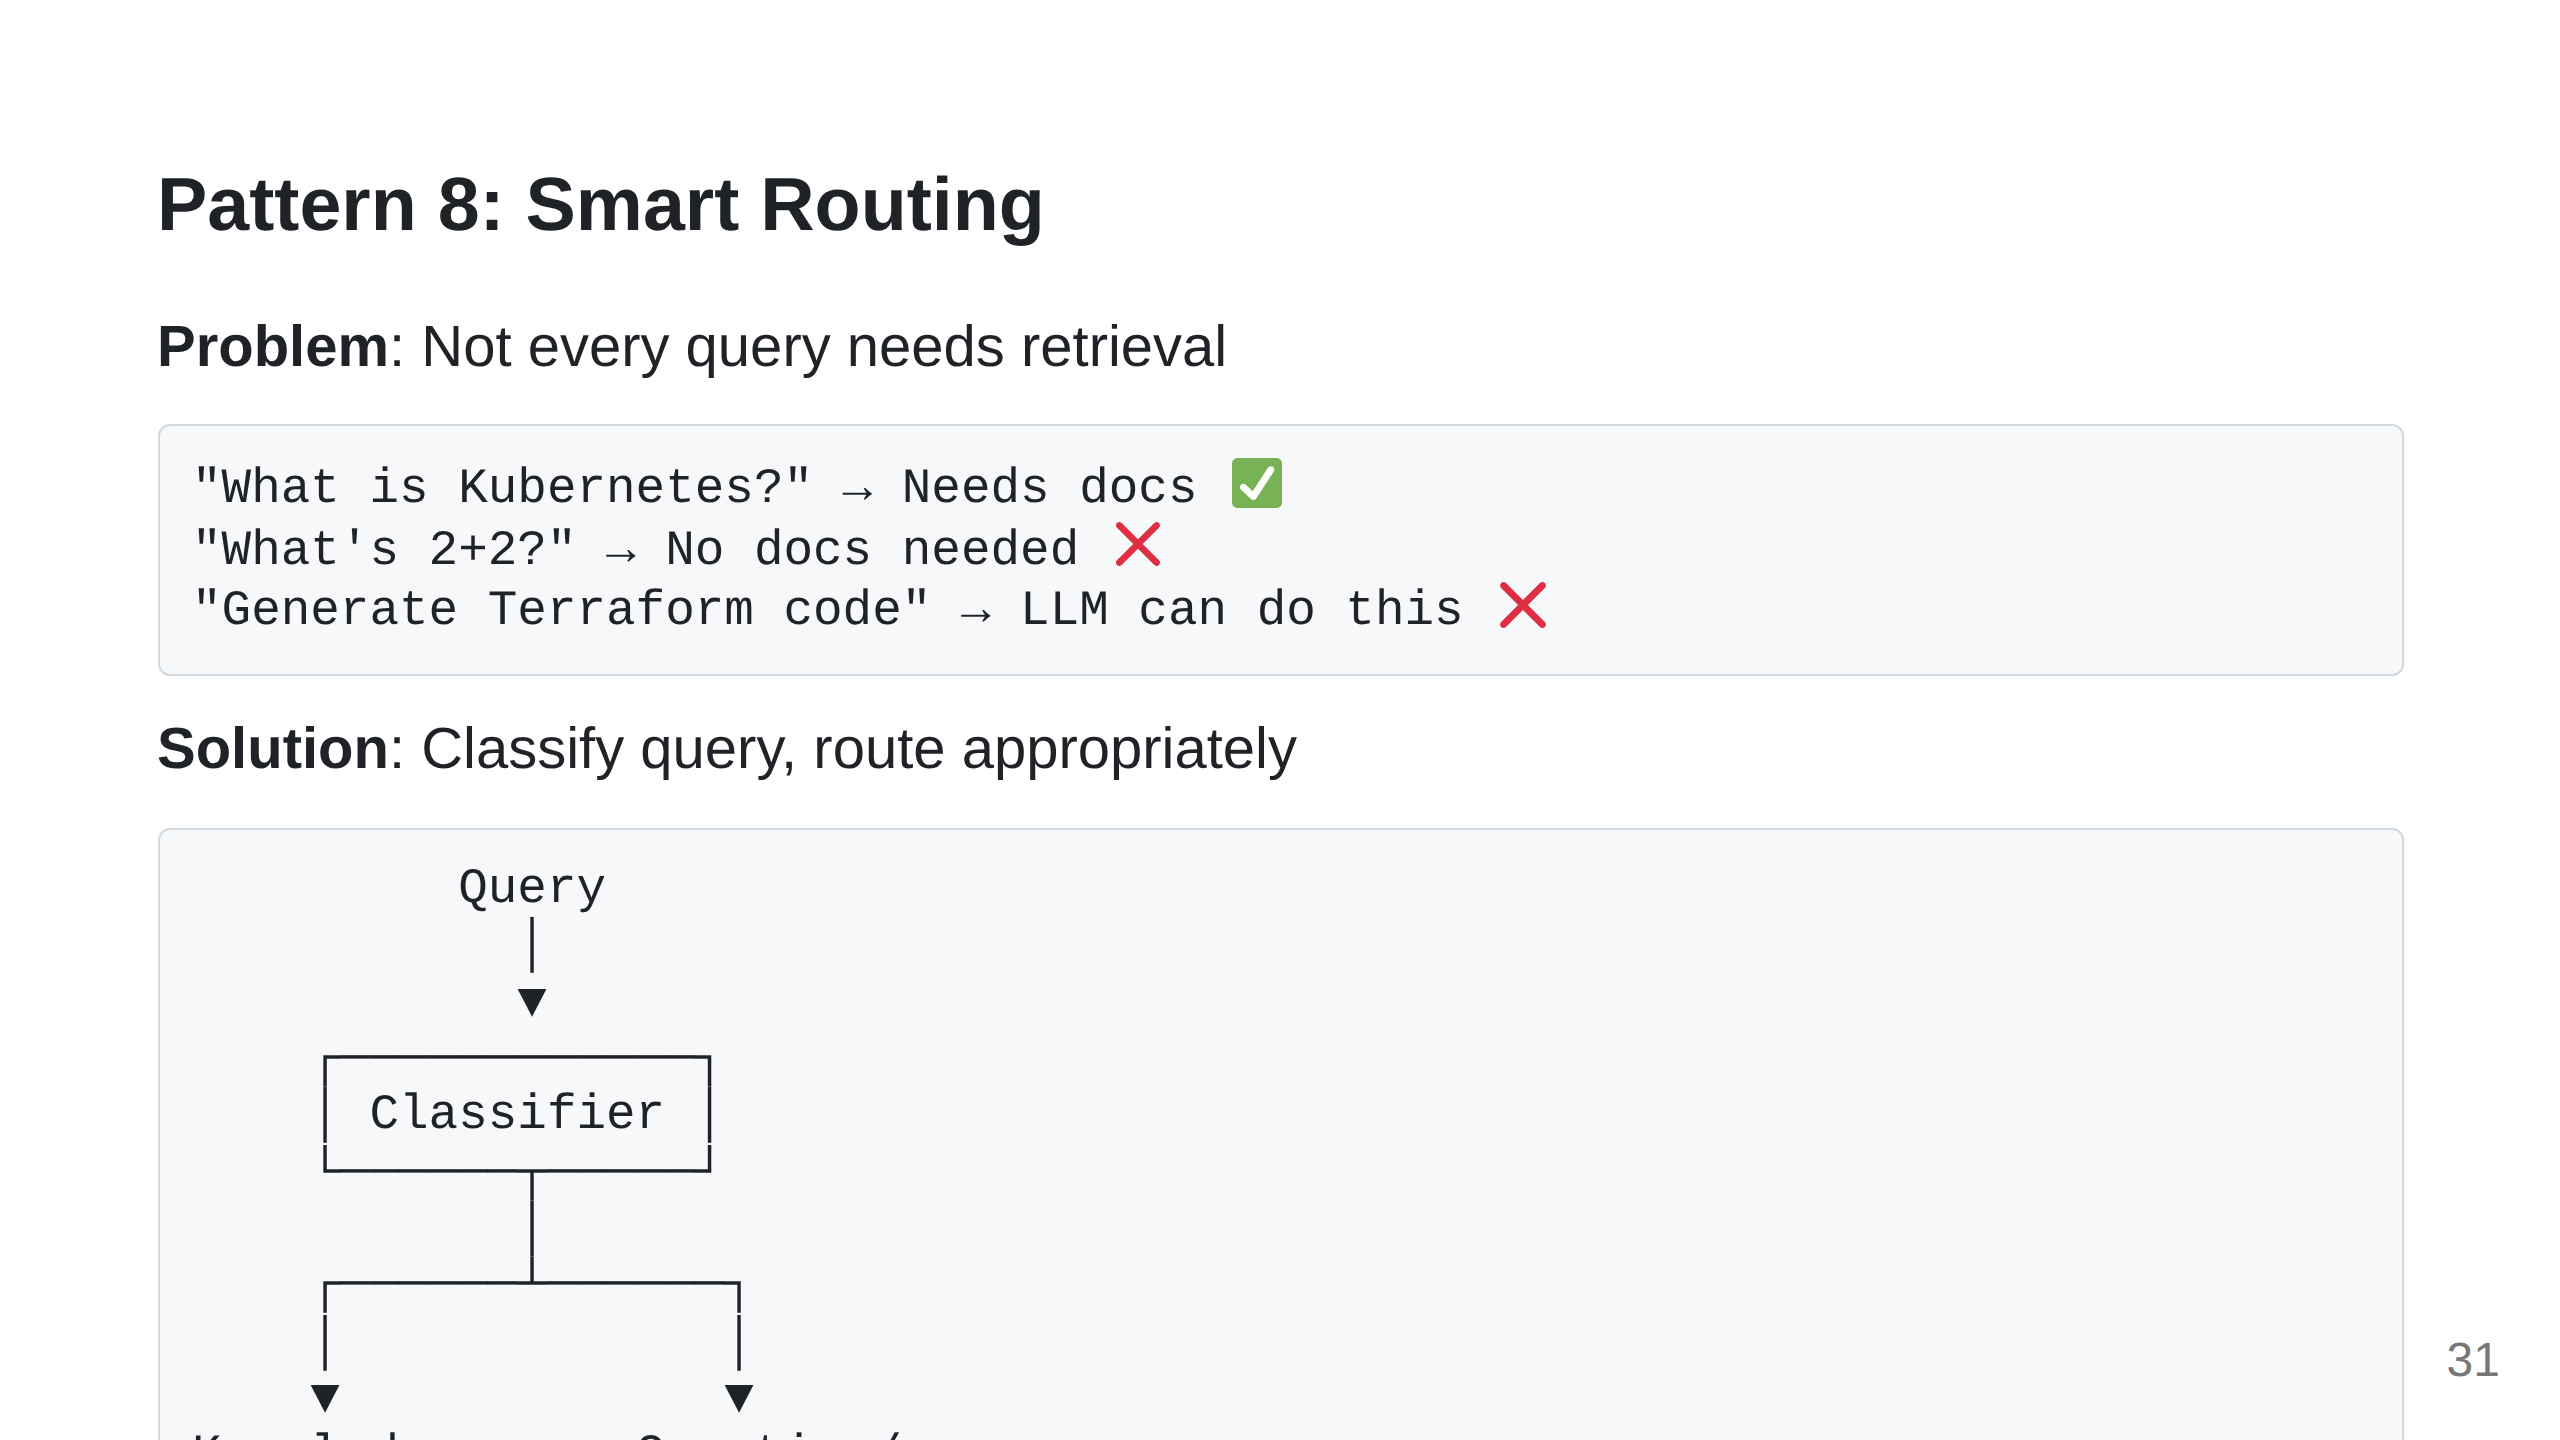 Pattern 8: Smart Routing
Problem: Not every query needs retrieval
"What is Kubernetes?" → Needs docs ✅
"What's 2+2?" → No docs needed ❌
"Generate Terraform code" → LLM can do this ❌
Solution: Classify query, route appropriately
Query
Classifier
31